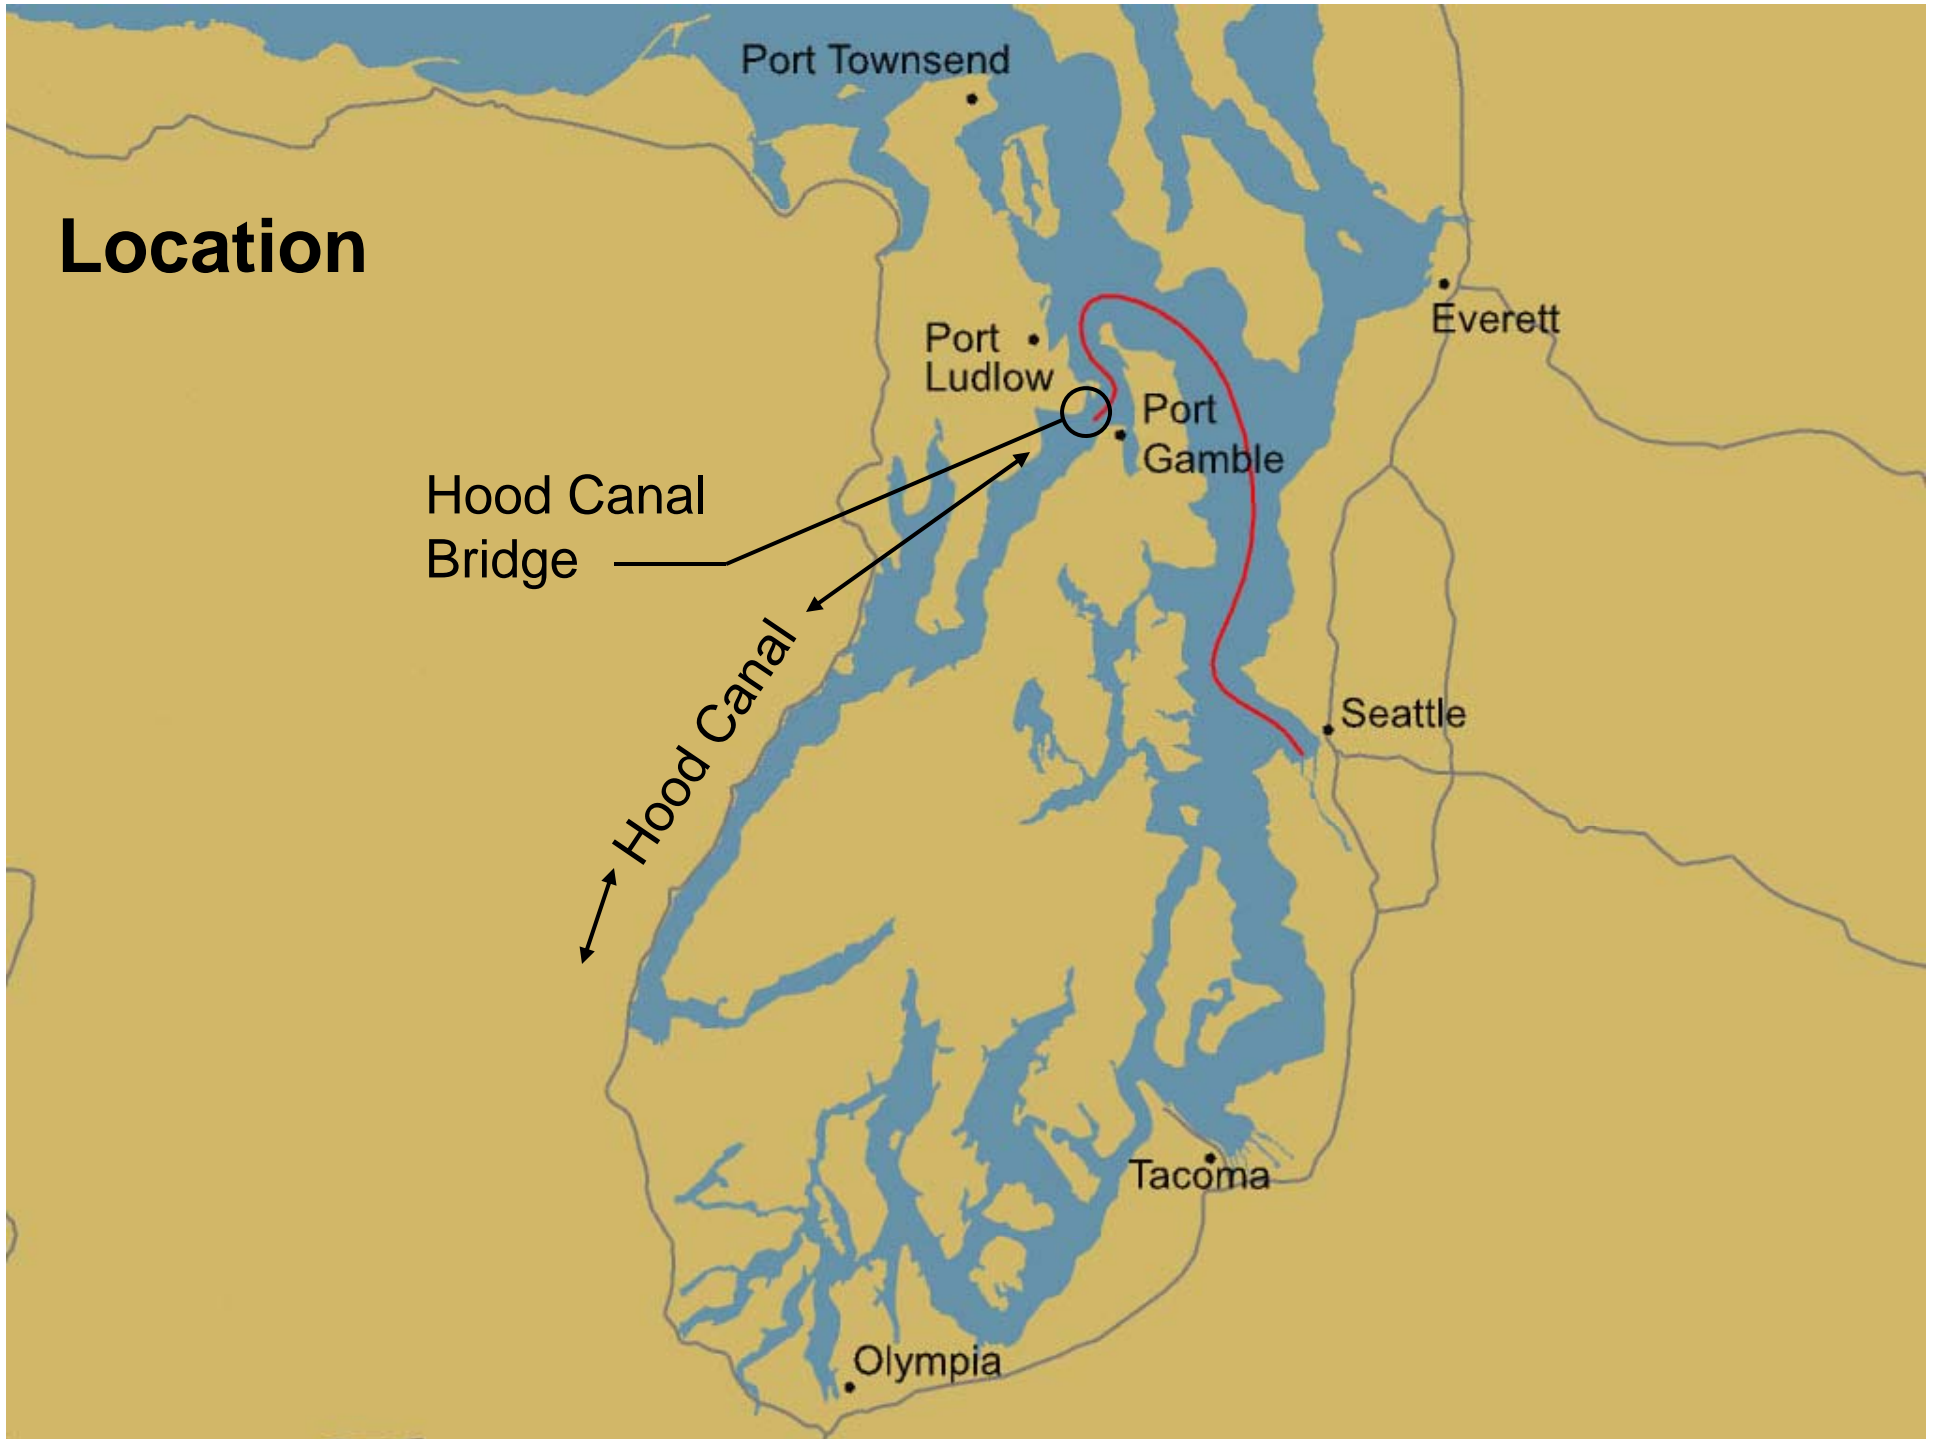 Port Townsend
Location
Everett
Port
Ludlow
Port
Gamble
Hood Canal
Bridge
Hood Canal
Seattle
Tacoma
Olympia